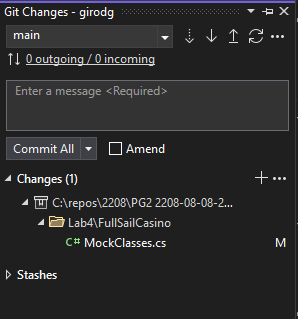 Git Changes - girodg
main
0 outgoing / 0 incoming
Enter a message <Required>
Commit All
Amend
Changes (1)
C:\repos\2208\PG2 2208-08-08-2...
Lab4\FullSailCasino
C# MockClasses.cs M
Stashes